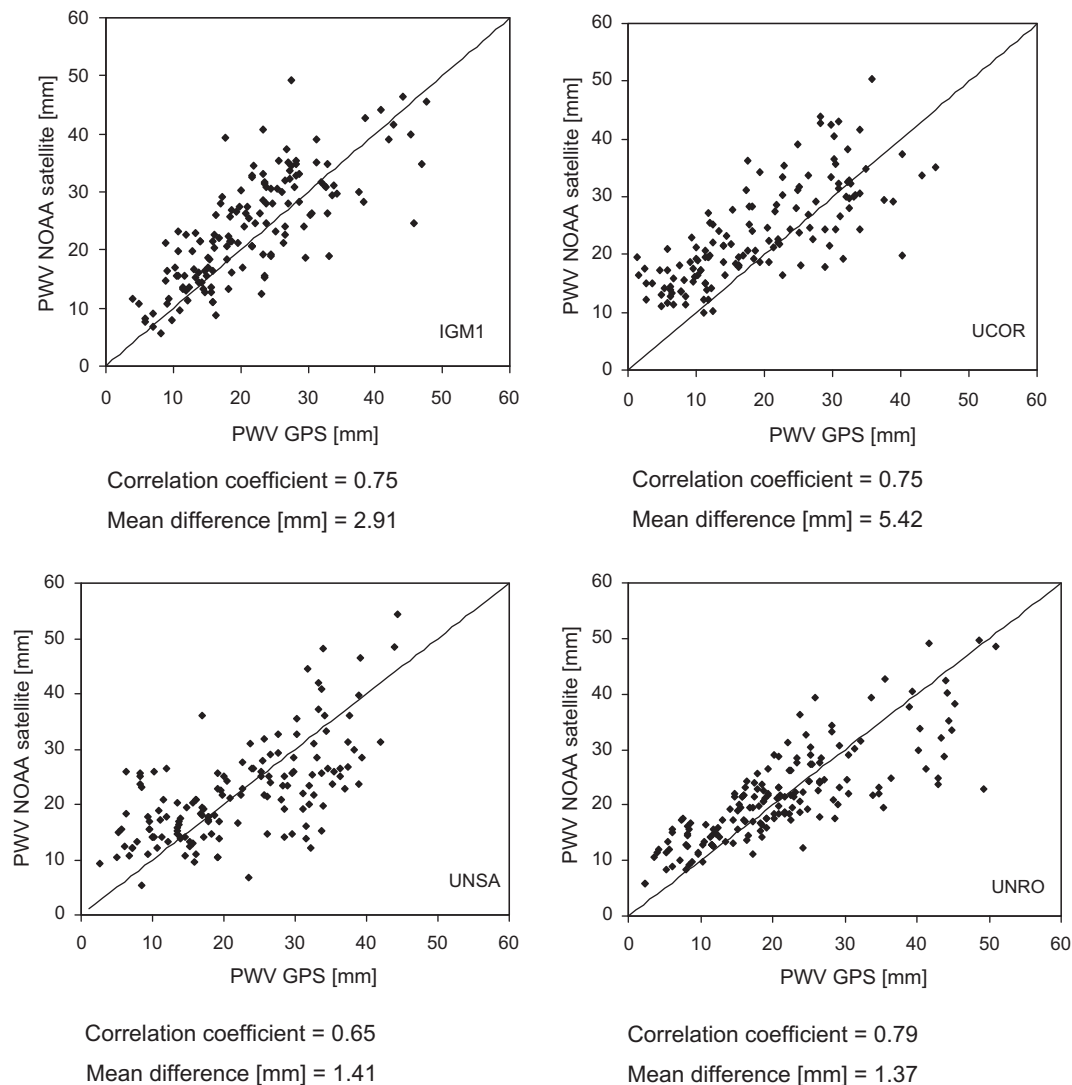 PWV NOAA satellite [mm]
60
50
40
30
20
10
0
0 10 20 30 40 50 60
IGM1
PWV GPS [mm]
Correlation coefficient = 0.75
Mean difference [mm] = 2.91
PWV NOAA satellite [mm]
60
50
40
30
20
10
0
0 10 20 30 40 50 60
UCOR
PWV GPS [mm]
Correlation coefficient = 0.75
Mean difference [mm] = 5.42
PWV NOAA satellite [mm]
60
50
40
30
20
10
0
0 10 20 30 40 50 60
UNSA
PWV GPS [mm]
Correlation coefficient = 0.65
Mean difference [mm] = 1.41
PWV NOAA satellite [mm]
60
50
40
30
20
10
0
0 10 20 30 40 50 60
UNRO
PWV GPS [mm]
Correlation coefficient = 0.79
Mean difference [mm] = 1.37